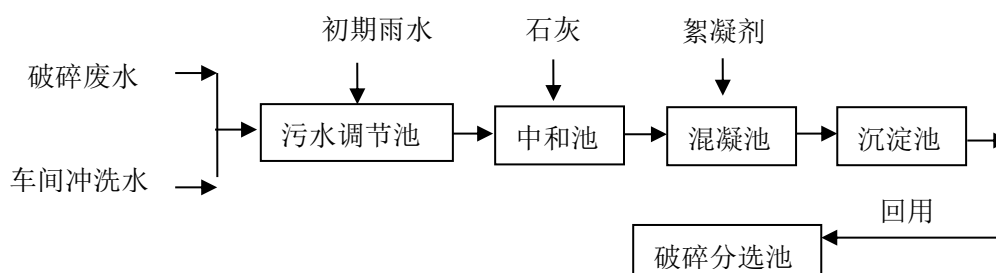 初期雨水
石灰
絮凝剂
破碎废水
污水调节池
中和池
混凝池
沉淀池
车间冲洗水
回用
破碎分选池